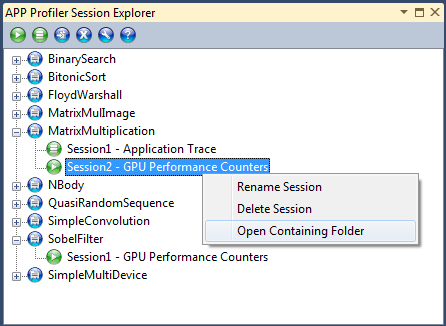 APP Profiler Session Explorer
BinarySearch
BitonicSort
FloydWarshall
MatrixMulImage
MatrixMultiplication
Session1 - Application Trace
Session2 - GPU Performance Counters
NBody
Rename Session
QuasiRandomSequence
Delete Session
SimpleConvolution
Open Containing Folder
SobelFilter
Session1 - GPU Performance Counters
SimpleMultiDevice